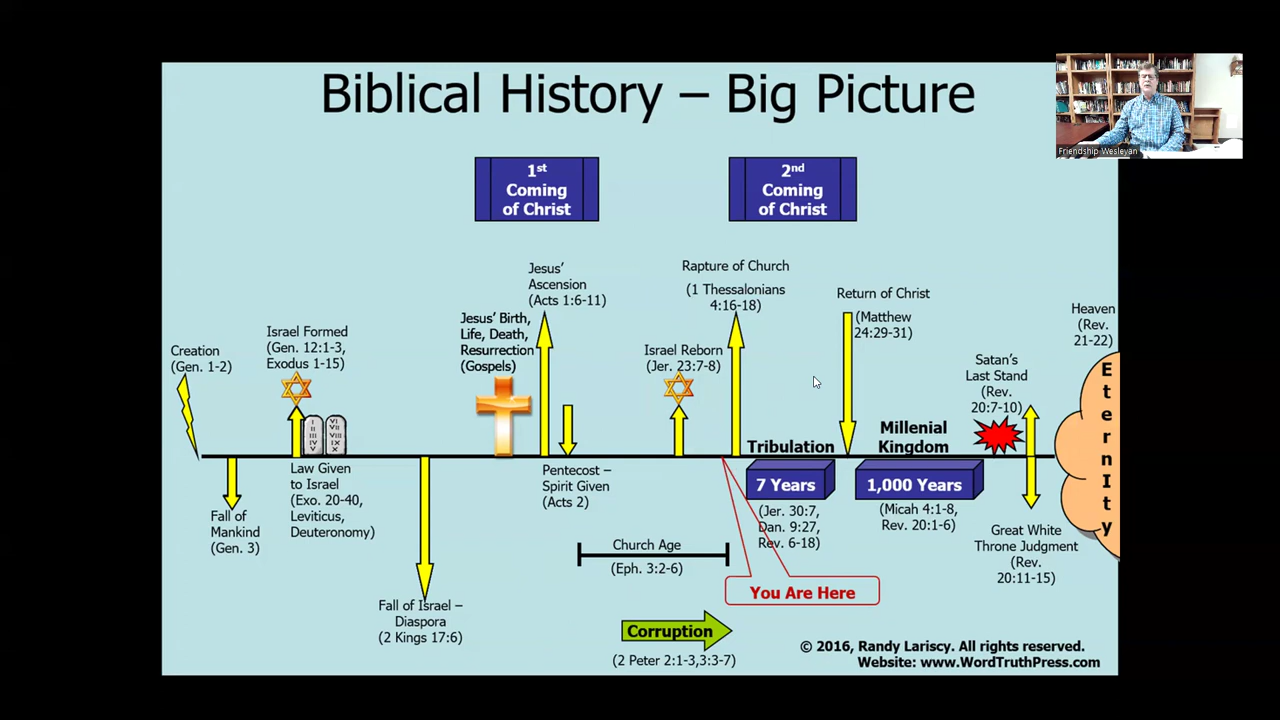 Biblical History – Big Picture
Friendship Wesleyan
1st
Coming
of Christ
2nd
Coming
of Christ
Jesus'
Ascension
(Acts 1:6-11)
Rapture of Church
(1 Thessalonians
4:16-18)
Return of Christ
(Matthew
24:29-31)
Heaven
(Rev.
21-22)
Creation
(Gen. 1-2)
Israel Formed
(Gen. 12:1-3,
Exodus 1-15)
Jesus' Birth,
Life, Death,
Resurrection
(Gospels)
Israel Reborn
(Jer. 23:7-8)
Satan's
Last Stand
(Rev.
20:7-10)
EternIty
I
II
III
IV
V
VI
VII
VIII
IX
X
Tribulation
Millenial
Kingdom
7 Years
1,000 Years
Fall of
Mankind
(Gen. 3)
Law Given
to Israel
(Exo. 20-40,
Leviticus,
Deuteronomy)
Pentecost –
Spirit Given
(Acts 2)
(Jer. 30:7,
Dan. 9:27,
Rev. 6-18)
(Micah 4:1-8,
Rev. 20:1-6)
Great White
Throne Judgment
(Rev.
20:11-15)
Church Age
(Eph. 3:2-6)
You Are Here
Fall of Israel –
Diaspora
(2 Kings 17:6)
Corruption
(2 Peter 2:1-3,3:3-7)
© 2016, Randy Lariscy. All rights reserved.
Website: www.WordTruthPress.com